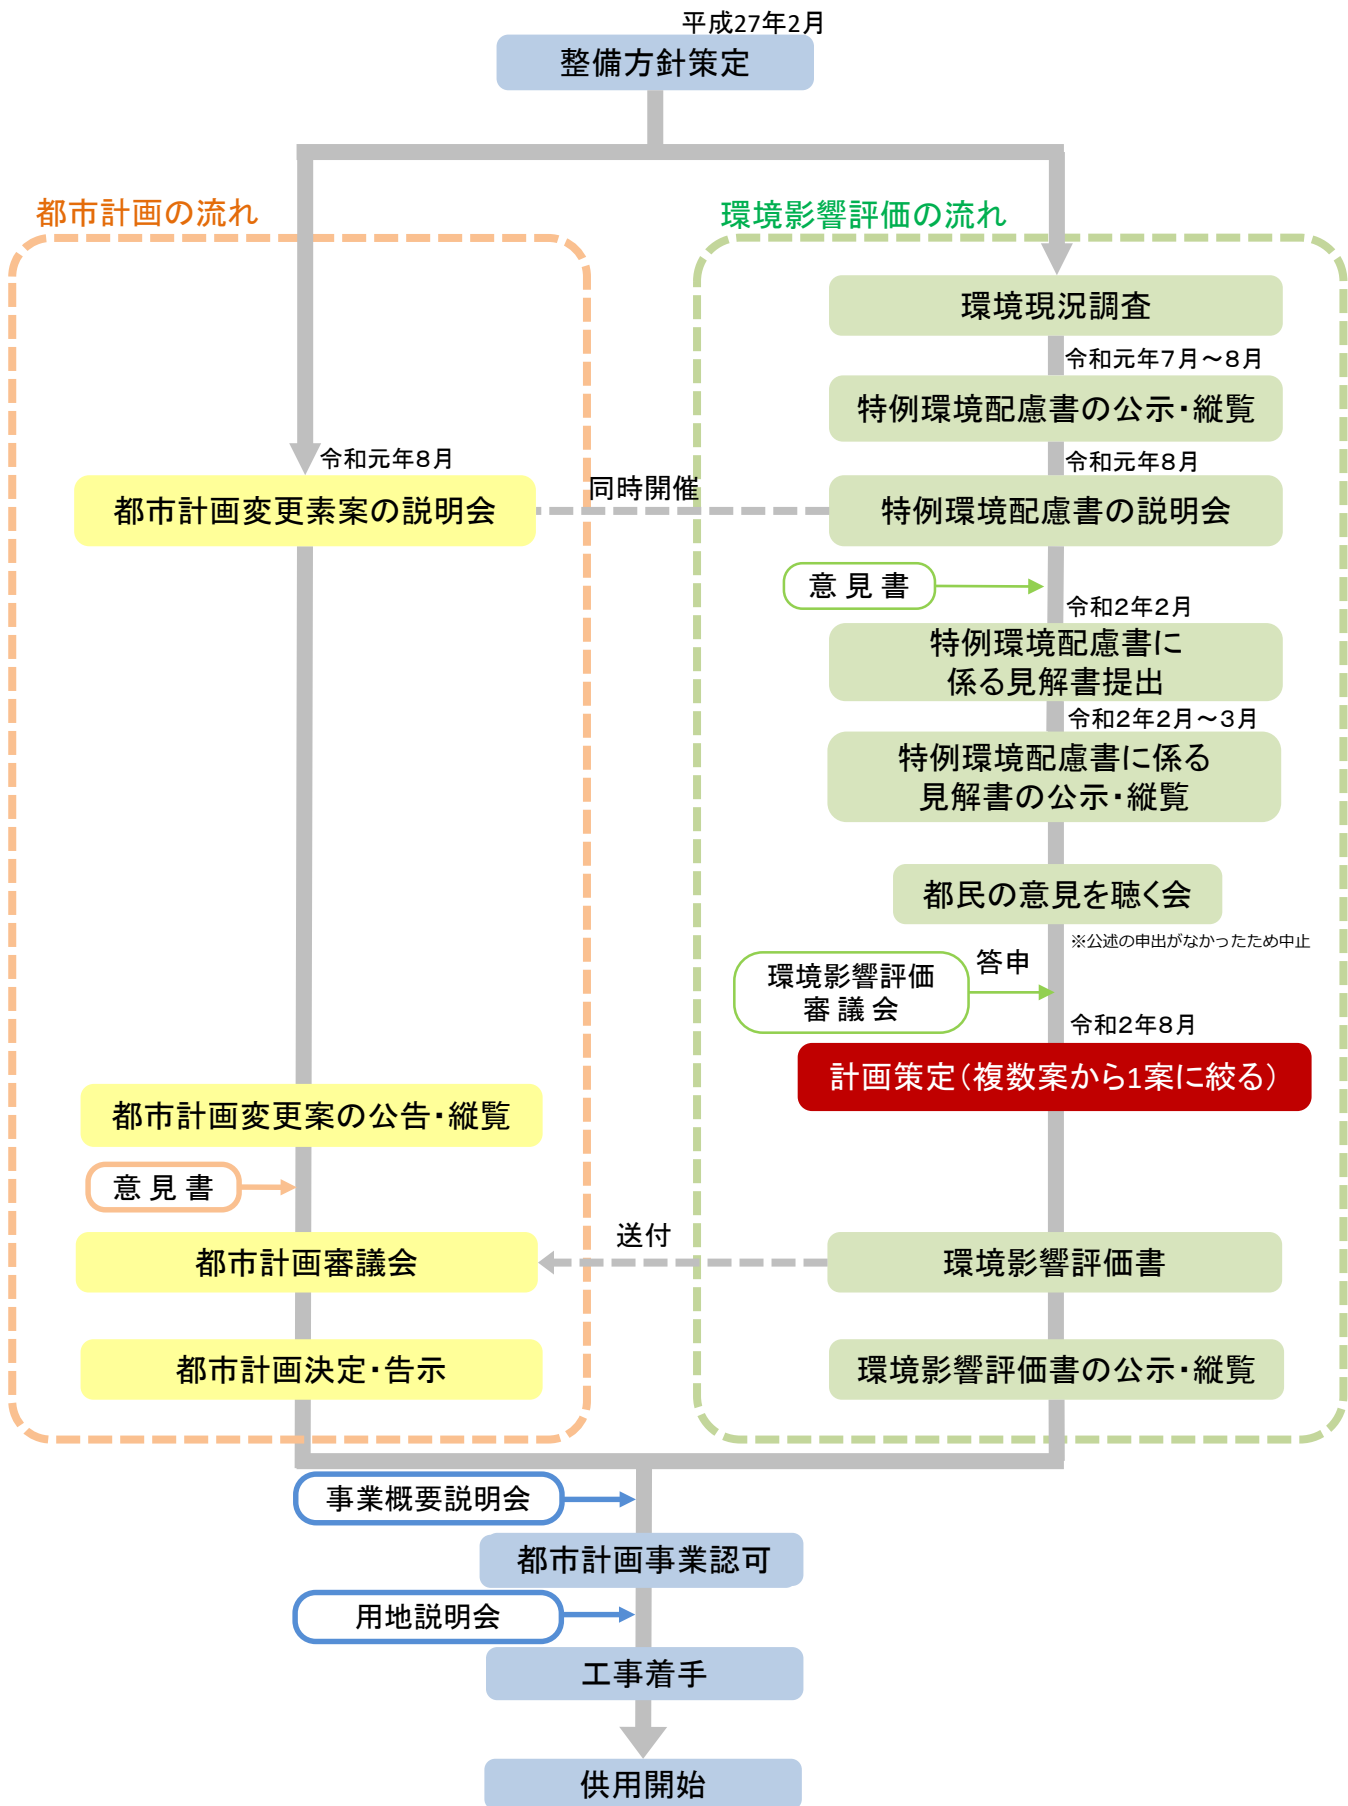 平成27年2月
整備方針策定
都市計画の流れ
環境影響評価の流れ
環境現況調査
令和元年7月～8月
特例環境配慮書の公示・縦覧
令和元年8月
都市計画変更素案の説明会
同時開催
令和元年8月
特例環境配慮書の説明会
意見書
令和2年2月
特例環境配慮書に
係る見解書提出
令和2年2月～3月
特例環境配慮書に係る
見解書の公示・縦覧
都民の意見を聴く会
※公述の申出がなかったため中止
環境影響評価
審議会
答申
令和2年8月
計画策定（複数案から1案に絞る）
都市計画変更案の公告・縦覧
意見書
都市計画審議会
送付
環境影響評価書
都市計画決定・告示
環境影響評価書の公示・縦覧
事業概要説明会
都市計画事業認可
用地説明会
工事着手
供用開始